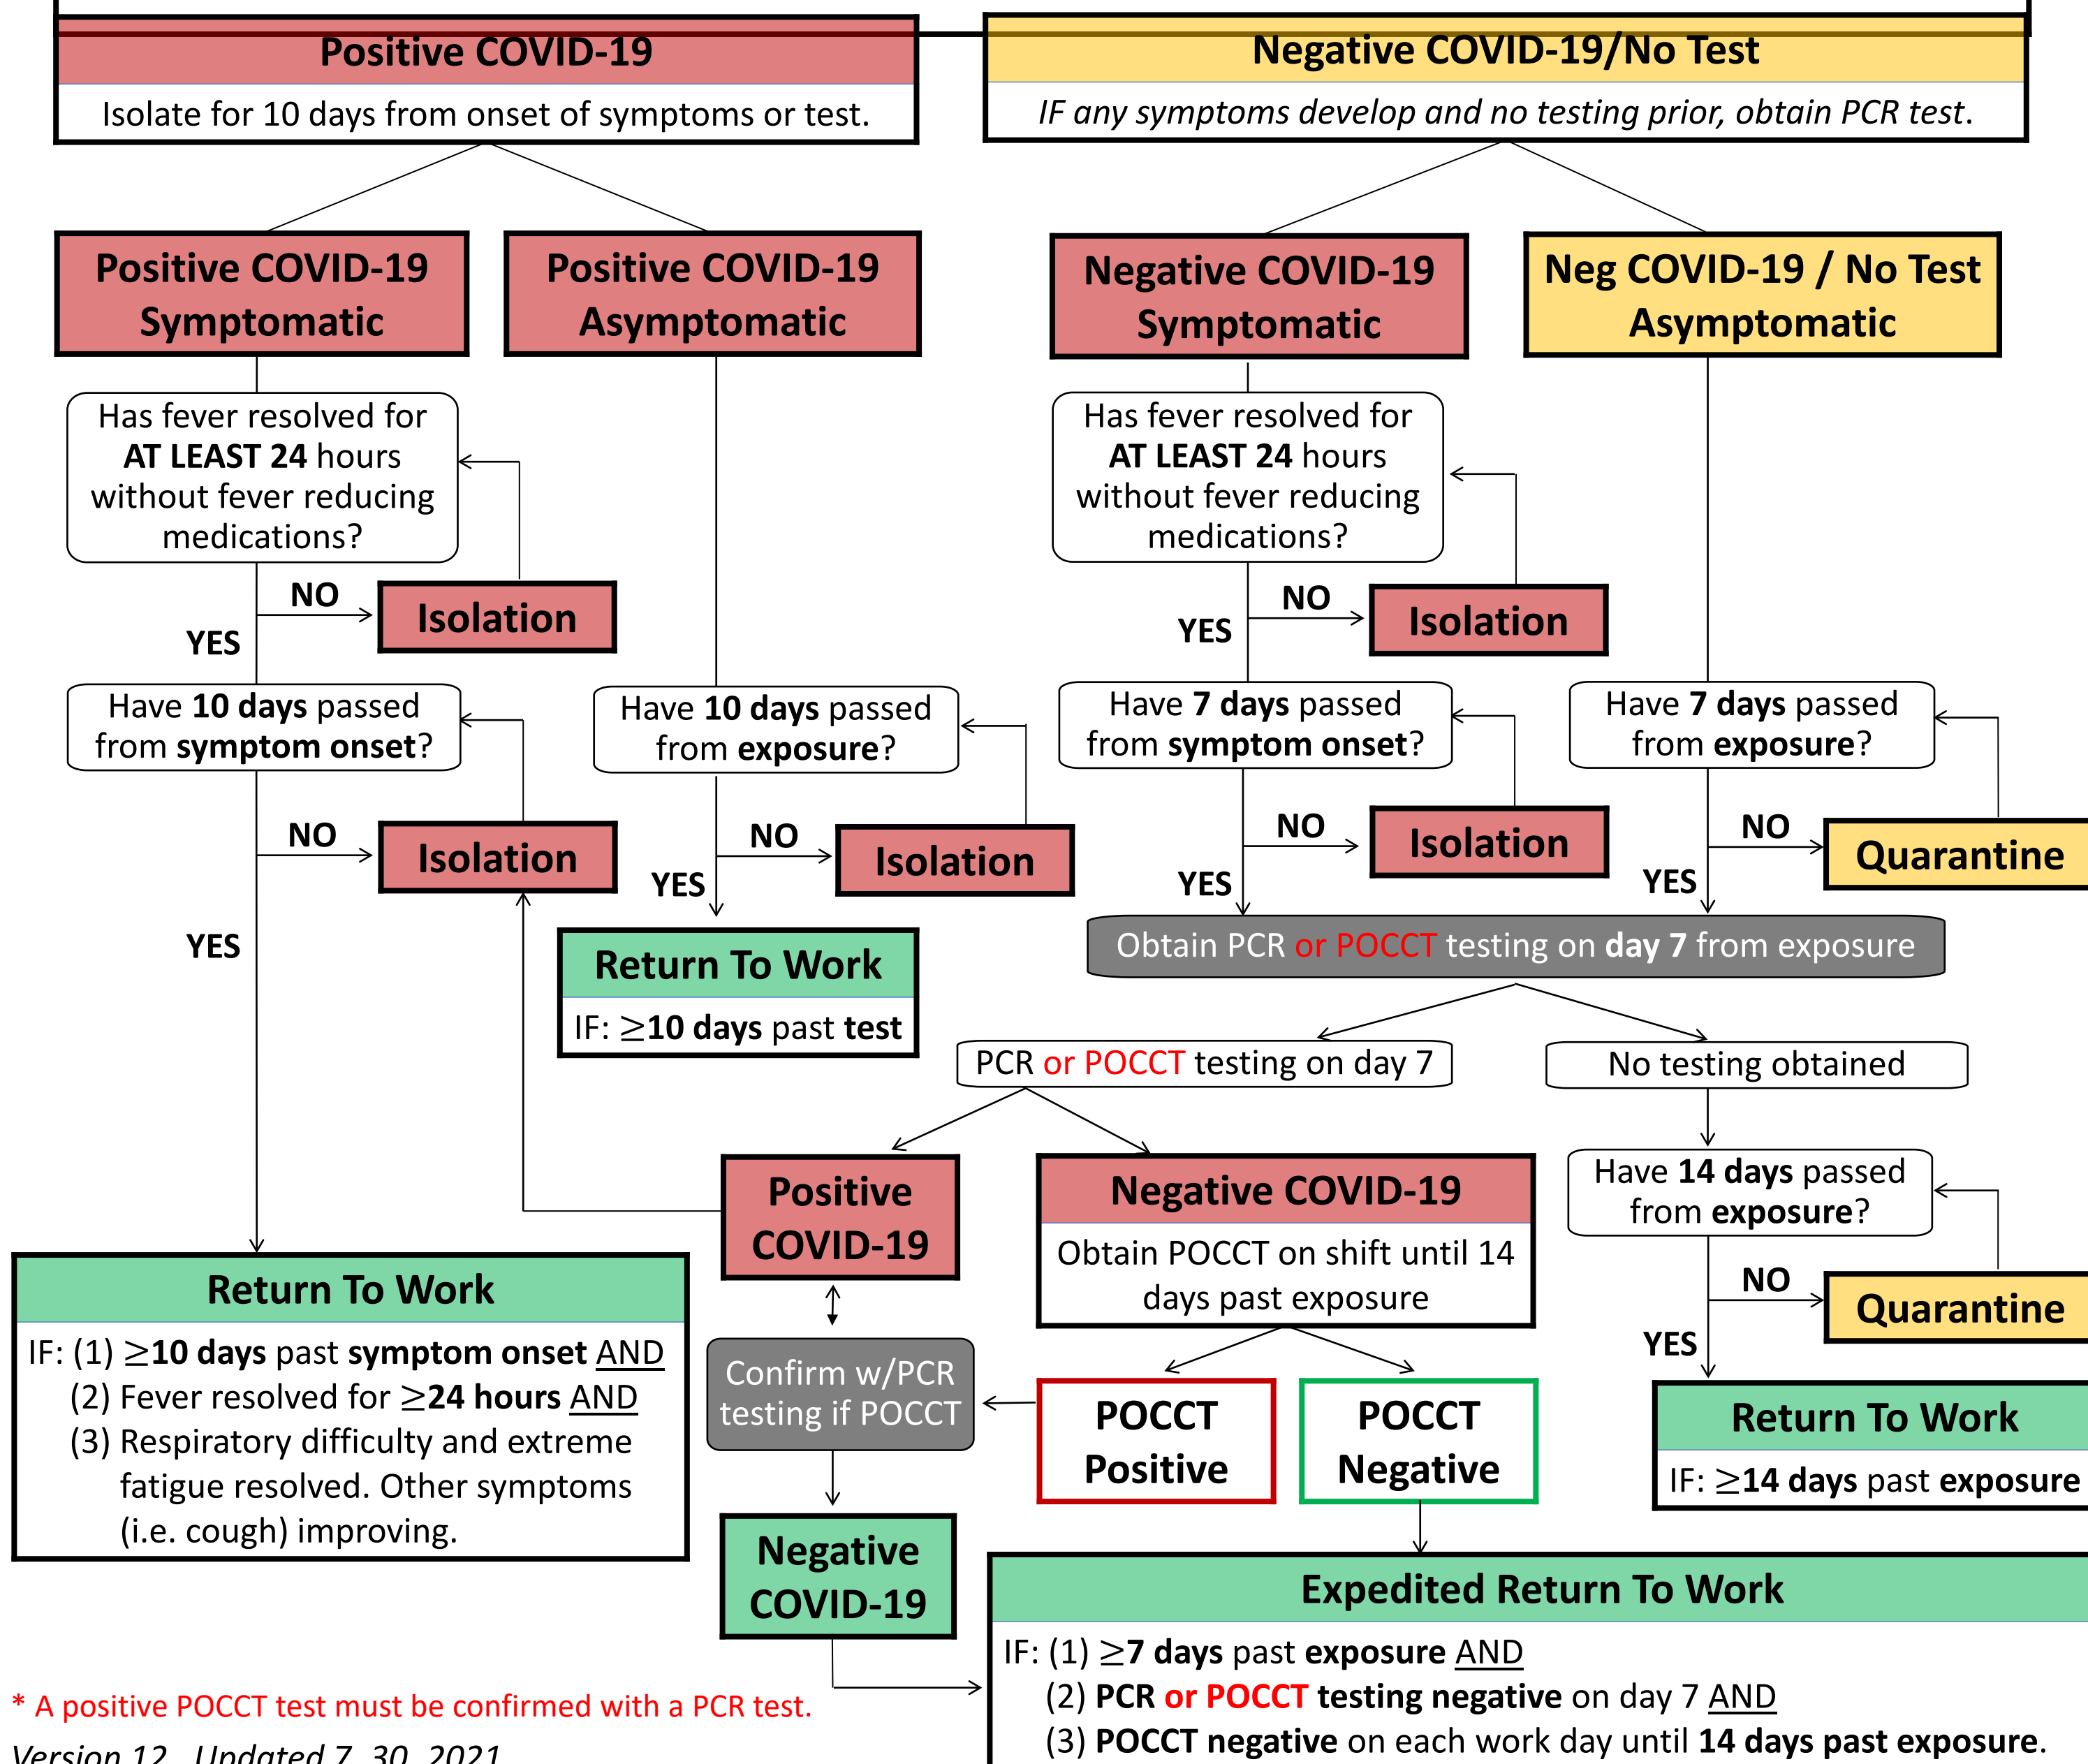 Positive COVID-19
Isolate for 10 days from onset of symptoms or test.
Negative COVID-19/No Test
IF any symptoms develop and no testing prior, obtain PCR test.
Positive COVID-19
Symptomatic
Positive COVID-19
Asymptomatic
Negative COVID-19
Symptomatic
Neg COVID-19 / No Test
Asymptomatic
Has fever resolved for
AT LEAST 24 hours
without fever reducing
medications?
NO
Isolation
YES
Have 10 days passed
from symptom onset?
NO
Isolation
YES
Have 10 days passed
from exposure?
NO
Isolation
YES
Return To Work
IF: ≥10 days past test
Has fever resolved for
AT LEAST 24 hours
without fever reducing
medications?
NO
Isolation
YES
Have 7 days passed
from symptom onset?
NO
Isolation
YES
Have 7 days passed
from exposure?
NO
Quarantine
YES
Obtain PCR or POCCT testing on day 7 from exposure
PCR or POCCT testing on day 7
No testing obtained
Positive
COVID-19
Negative COVID-19
Obtain POCCT on shift until 14
days past exposure
Have 14 days passed
from exposure?
NO
Quarantine
YES
Return To Work
IF: (1) ≥10 days past symptom onset AND
(2) Fever resolved for ≥24 hours AND
(3) Respiratory difficulty and extreme
fatigue resolved. Other symptoms
(i.e. cough) improving.
Confirm w/PCR
testing if POCCT
POCCT
Positive
POCCT
Negative
Return To Work
IF: ≥14 days past exposure
Negative
COVID-19
Expedited Return To Work
IF: (1) ≥7 days past exposure AND
(2) PCR or POCCT testing negative on day 7 AND
(3) POCCT negative on each work day until 14 days past exposure.
* A positive POCCT test must be confirmed with a PCR test.
Version 12 Updated 7 30 2021